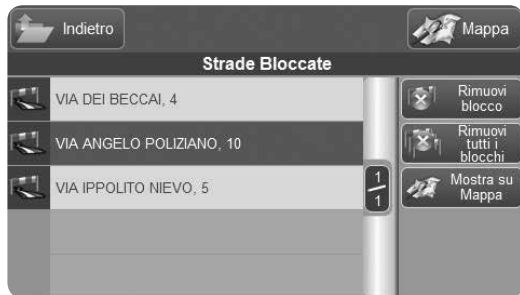 Indietro
Mappa
Strade Bloccate
VIA DEI BECCAI, 4
VIA ANGELO POLIZIANO, 10
VIA IPPOLITO NIEVO, 5
1
1
Rimuovi
blocco
Rimuovi
tutti i
blocchi
Mostra su
Mappa